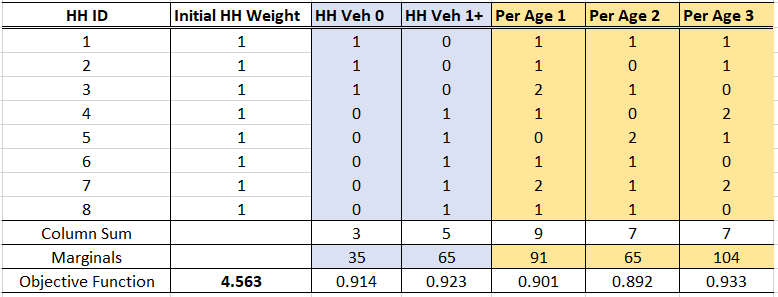 HH ID Initial HH Weight HH Veh 0 HH Veh 1+ Per Age 1 Per Age 2 Per Age 3
1 1 1 0 1 1 1
2 1 1 0 1 0 1
3 1 1 0 2 1 0
4 1 0 1 1 0 2
5 1 0 1 0 2 1
6 1 0 1 1 1 0
7 1 0 1 2 1 2
8 1 0 1 1 1 0
Column Sum 3 5 9 7 7
Marginals 35 65 91 65 104
Objective Function 4.563 0.914 0.923 0.901 0.892 0.933